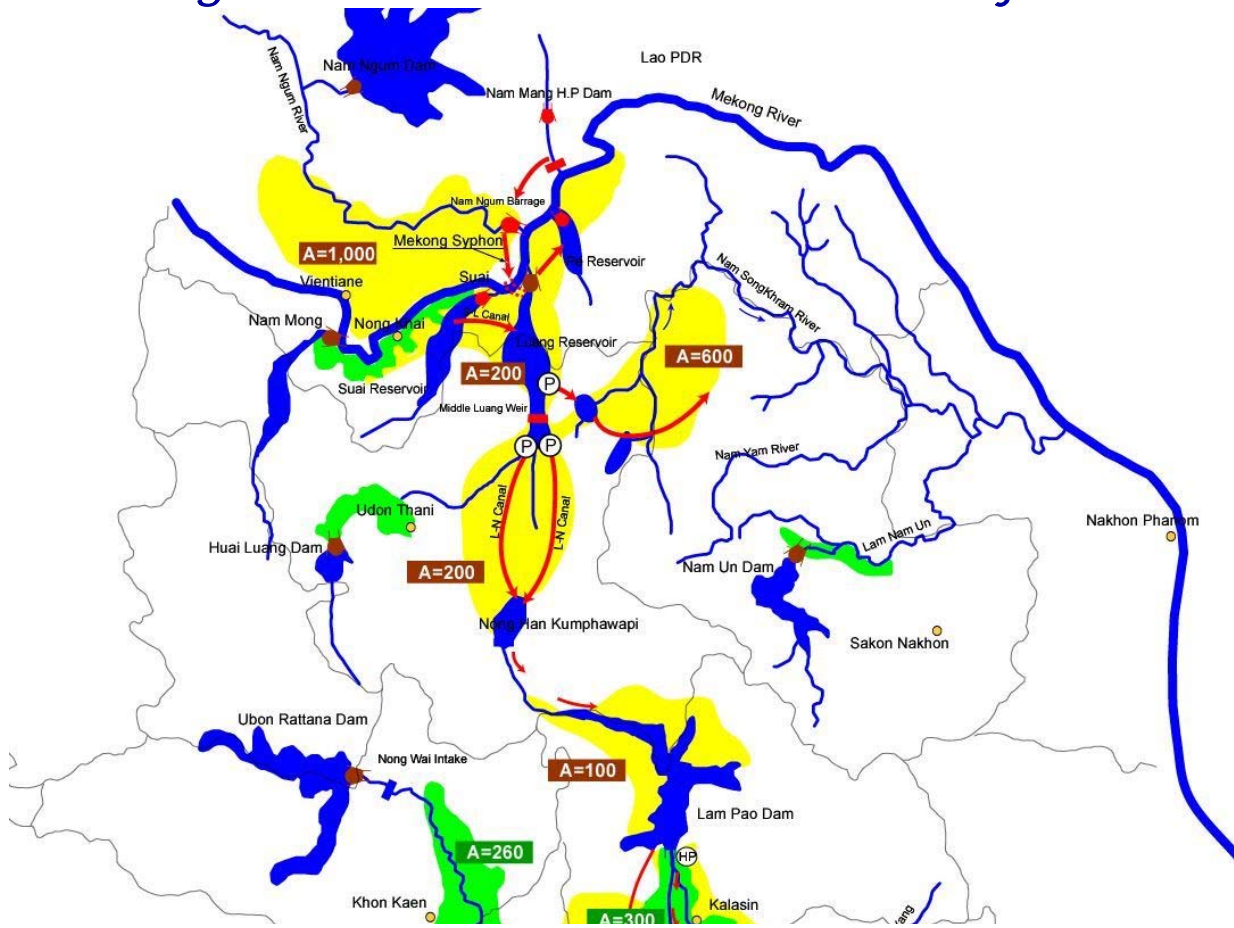 Lao PDR
Nam Ngum Dam
Nam Ngum River
Nam Mang H.P Dam
Mekong River
Nam Ngum Barrage
Mekong Syphon
A=1,000
Vientiane
Suai
Nam Mong
Nong Khai
Luang Reservoir
Suai Reservoir
A=200
A=600
Nam SongKhram River
Middle Luang Weir
P
P
P
Nam Yam River
L-N Canal
L-N Canal
Udon Thani
Huai Luang Dam
A=200
Lam Nam Un
Nam Un Dam
Nakhon Phanom
Nong Han Kumphawapi
Sakon Nakhon
Ubon Rattana Dam
Nong Wai Intake
A=100
Lam Pao Dam
A=260
HP
Khon Kaen
A=300
Kalasin